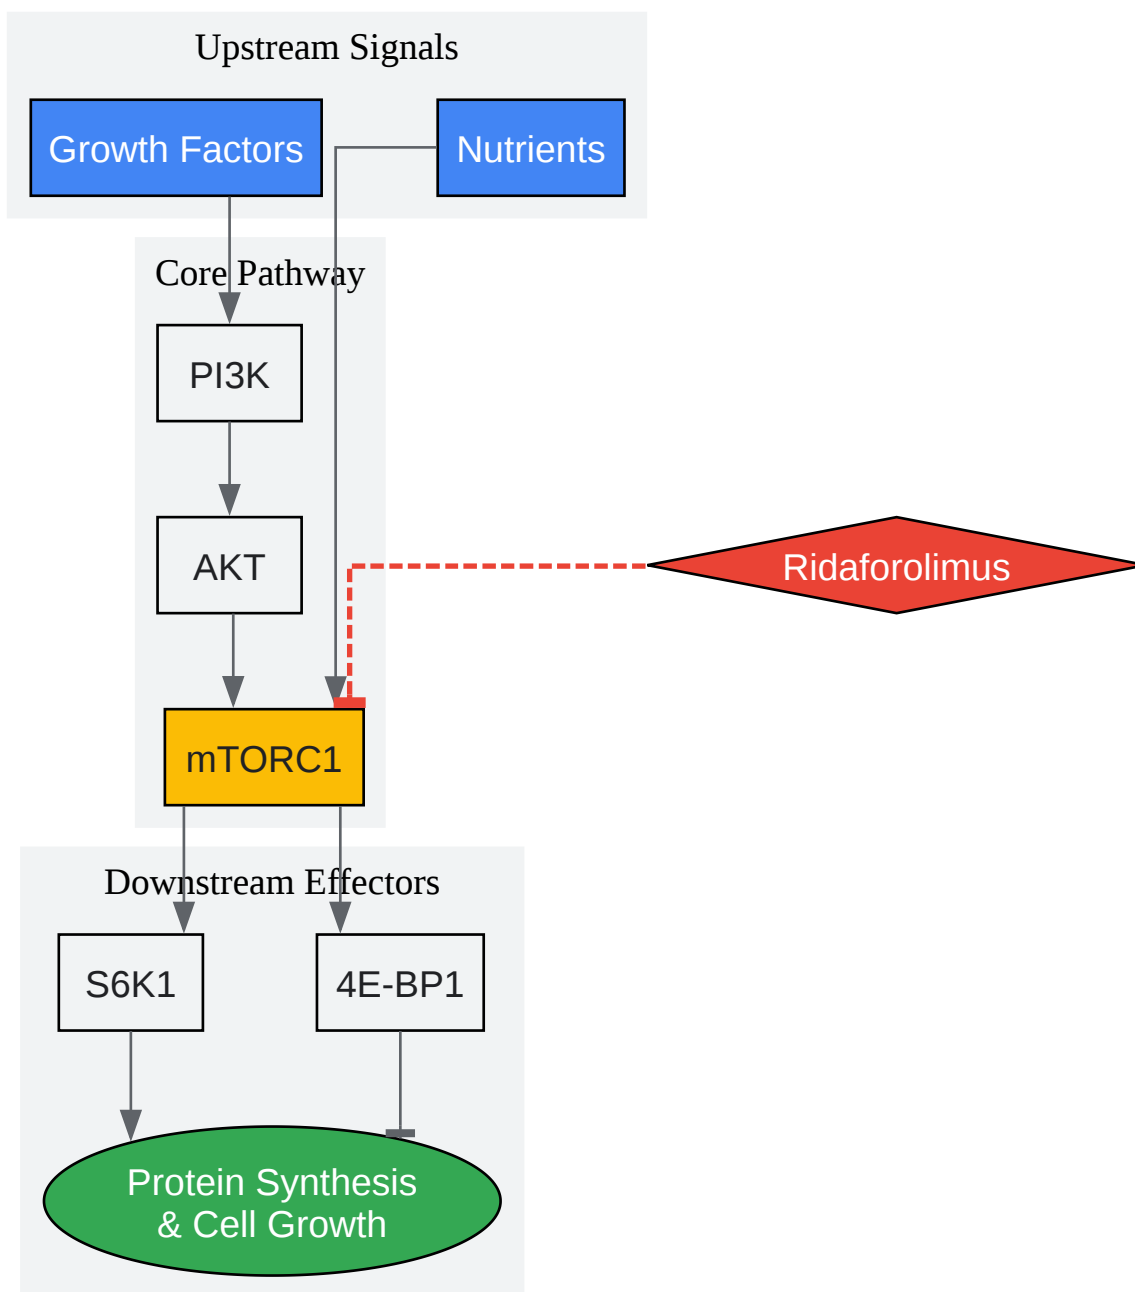 Upstream Signals
Growth Factors
Nutrients
Core Pathway
PI3K
AKT
Ridaforolimus
mTORC1
Downstream Effectors
S6K1
4E-BP1
Protein Synthesis
& Cell Growth